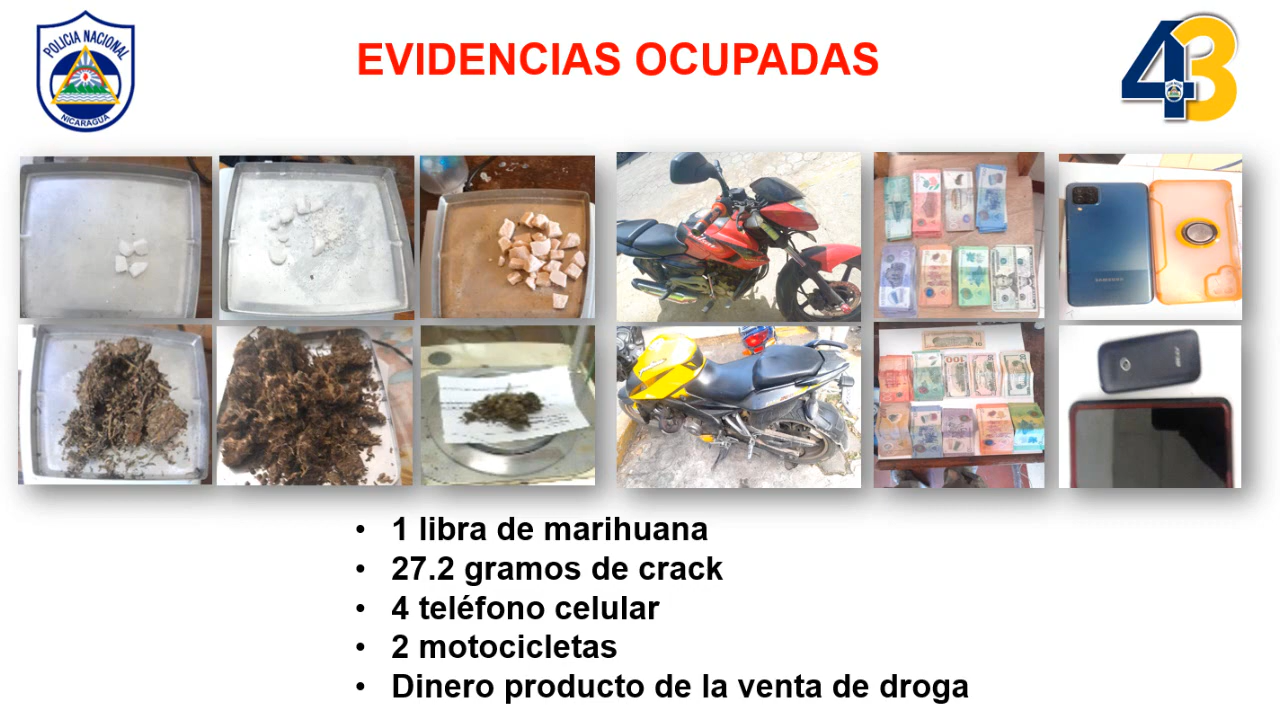 POLICIA NACIONAL
NICARAGUA
EVIDENCIAS OCUPADAS
43
SAMSUNG
• 1 libra de marihuana
• 27.2 gramos de crack
• 4 teléfono celular
• 2 motocicletas
• Dinero producto de la venta de droga